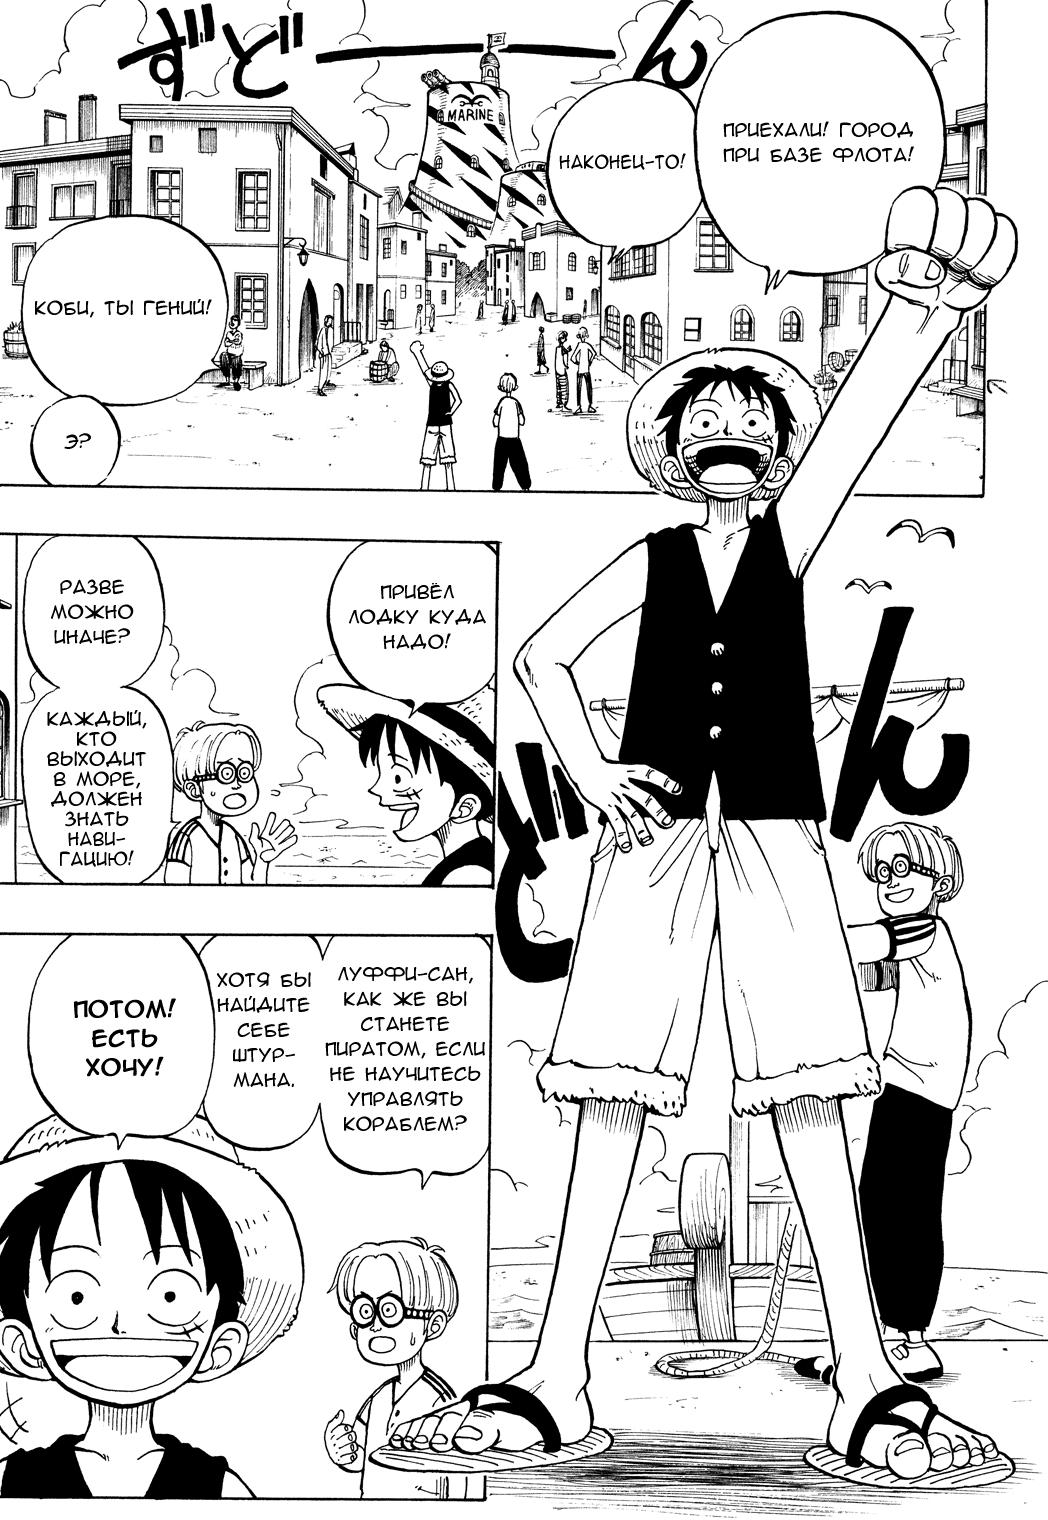 ずどーーん
ПРИЕХАЛИ! ГОРОД
ПРИ БАЗЕ ФЛОТА!
НАКОНЕЦ-ТО!
MARINE
КОБИ, ТЫ ГЕНИЙ!
Э?
ПРИВЁЛ
ЛОДКУ КУДА
НАДО!
РАЗВЕ
МОЖНО
ИНАЧЕ?
КАЖДЫЙ,
КТО
ВЫХОДИТ
В МОРЕ,
ДОЛЖЕН
ЗНАТЬ
НАВИ-
ГАЦИЮ!
ЛУФФИ-САН,
КАК ЖЕ ВЫ
СТАНЕТЕ
ПИРАТОМ, ЕСЛИ
НЕ НАУЧИТЕСЬ
УПРАВЛЯТЬ
КОРАБЛЕМ?
ХОТЯ БЫ
НАЙДИТЕ
СЕБЕ
ШТУР-
МАНА.
ПОТОМ!
ЕСТЬ
ХОЧУ!